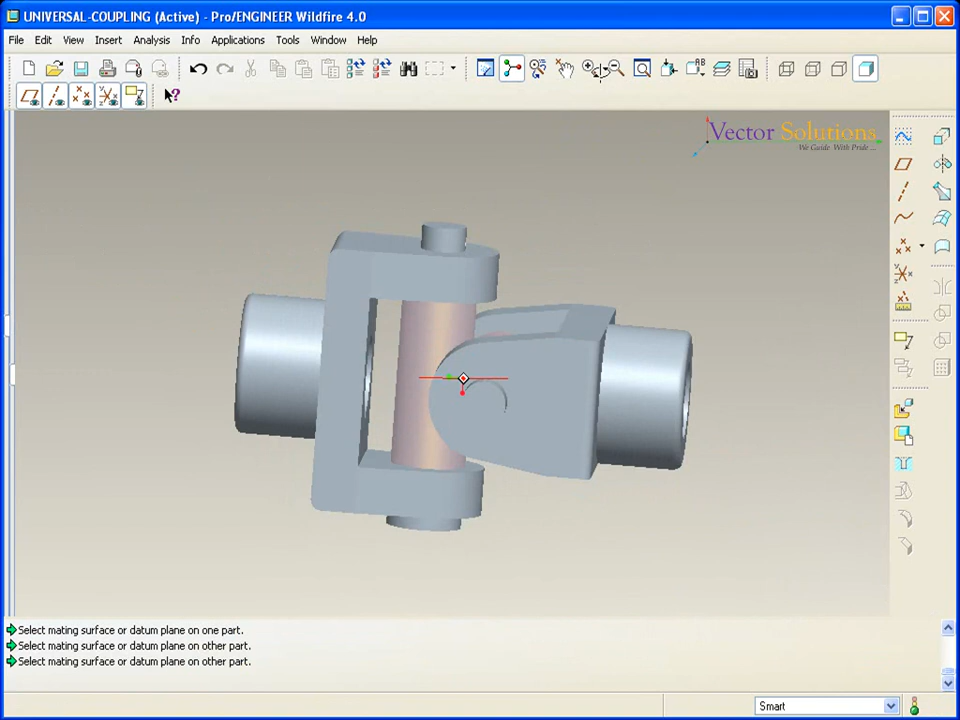 UNIVERSAL-COUPLING (Active) - Pro/ENGINEER Wildfire 4.0
File Edit View Insert Analysis Info Applications Tools Window Help
Vector Solutions
We Guide With Pride...
Select mating surface or datum plane on one part.
Select mating surface or datum plane on other part.
Select mating surface or datum plane on other part.
Smart